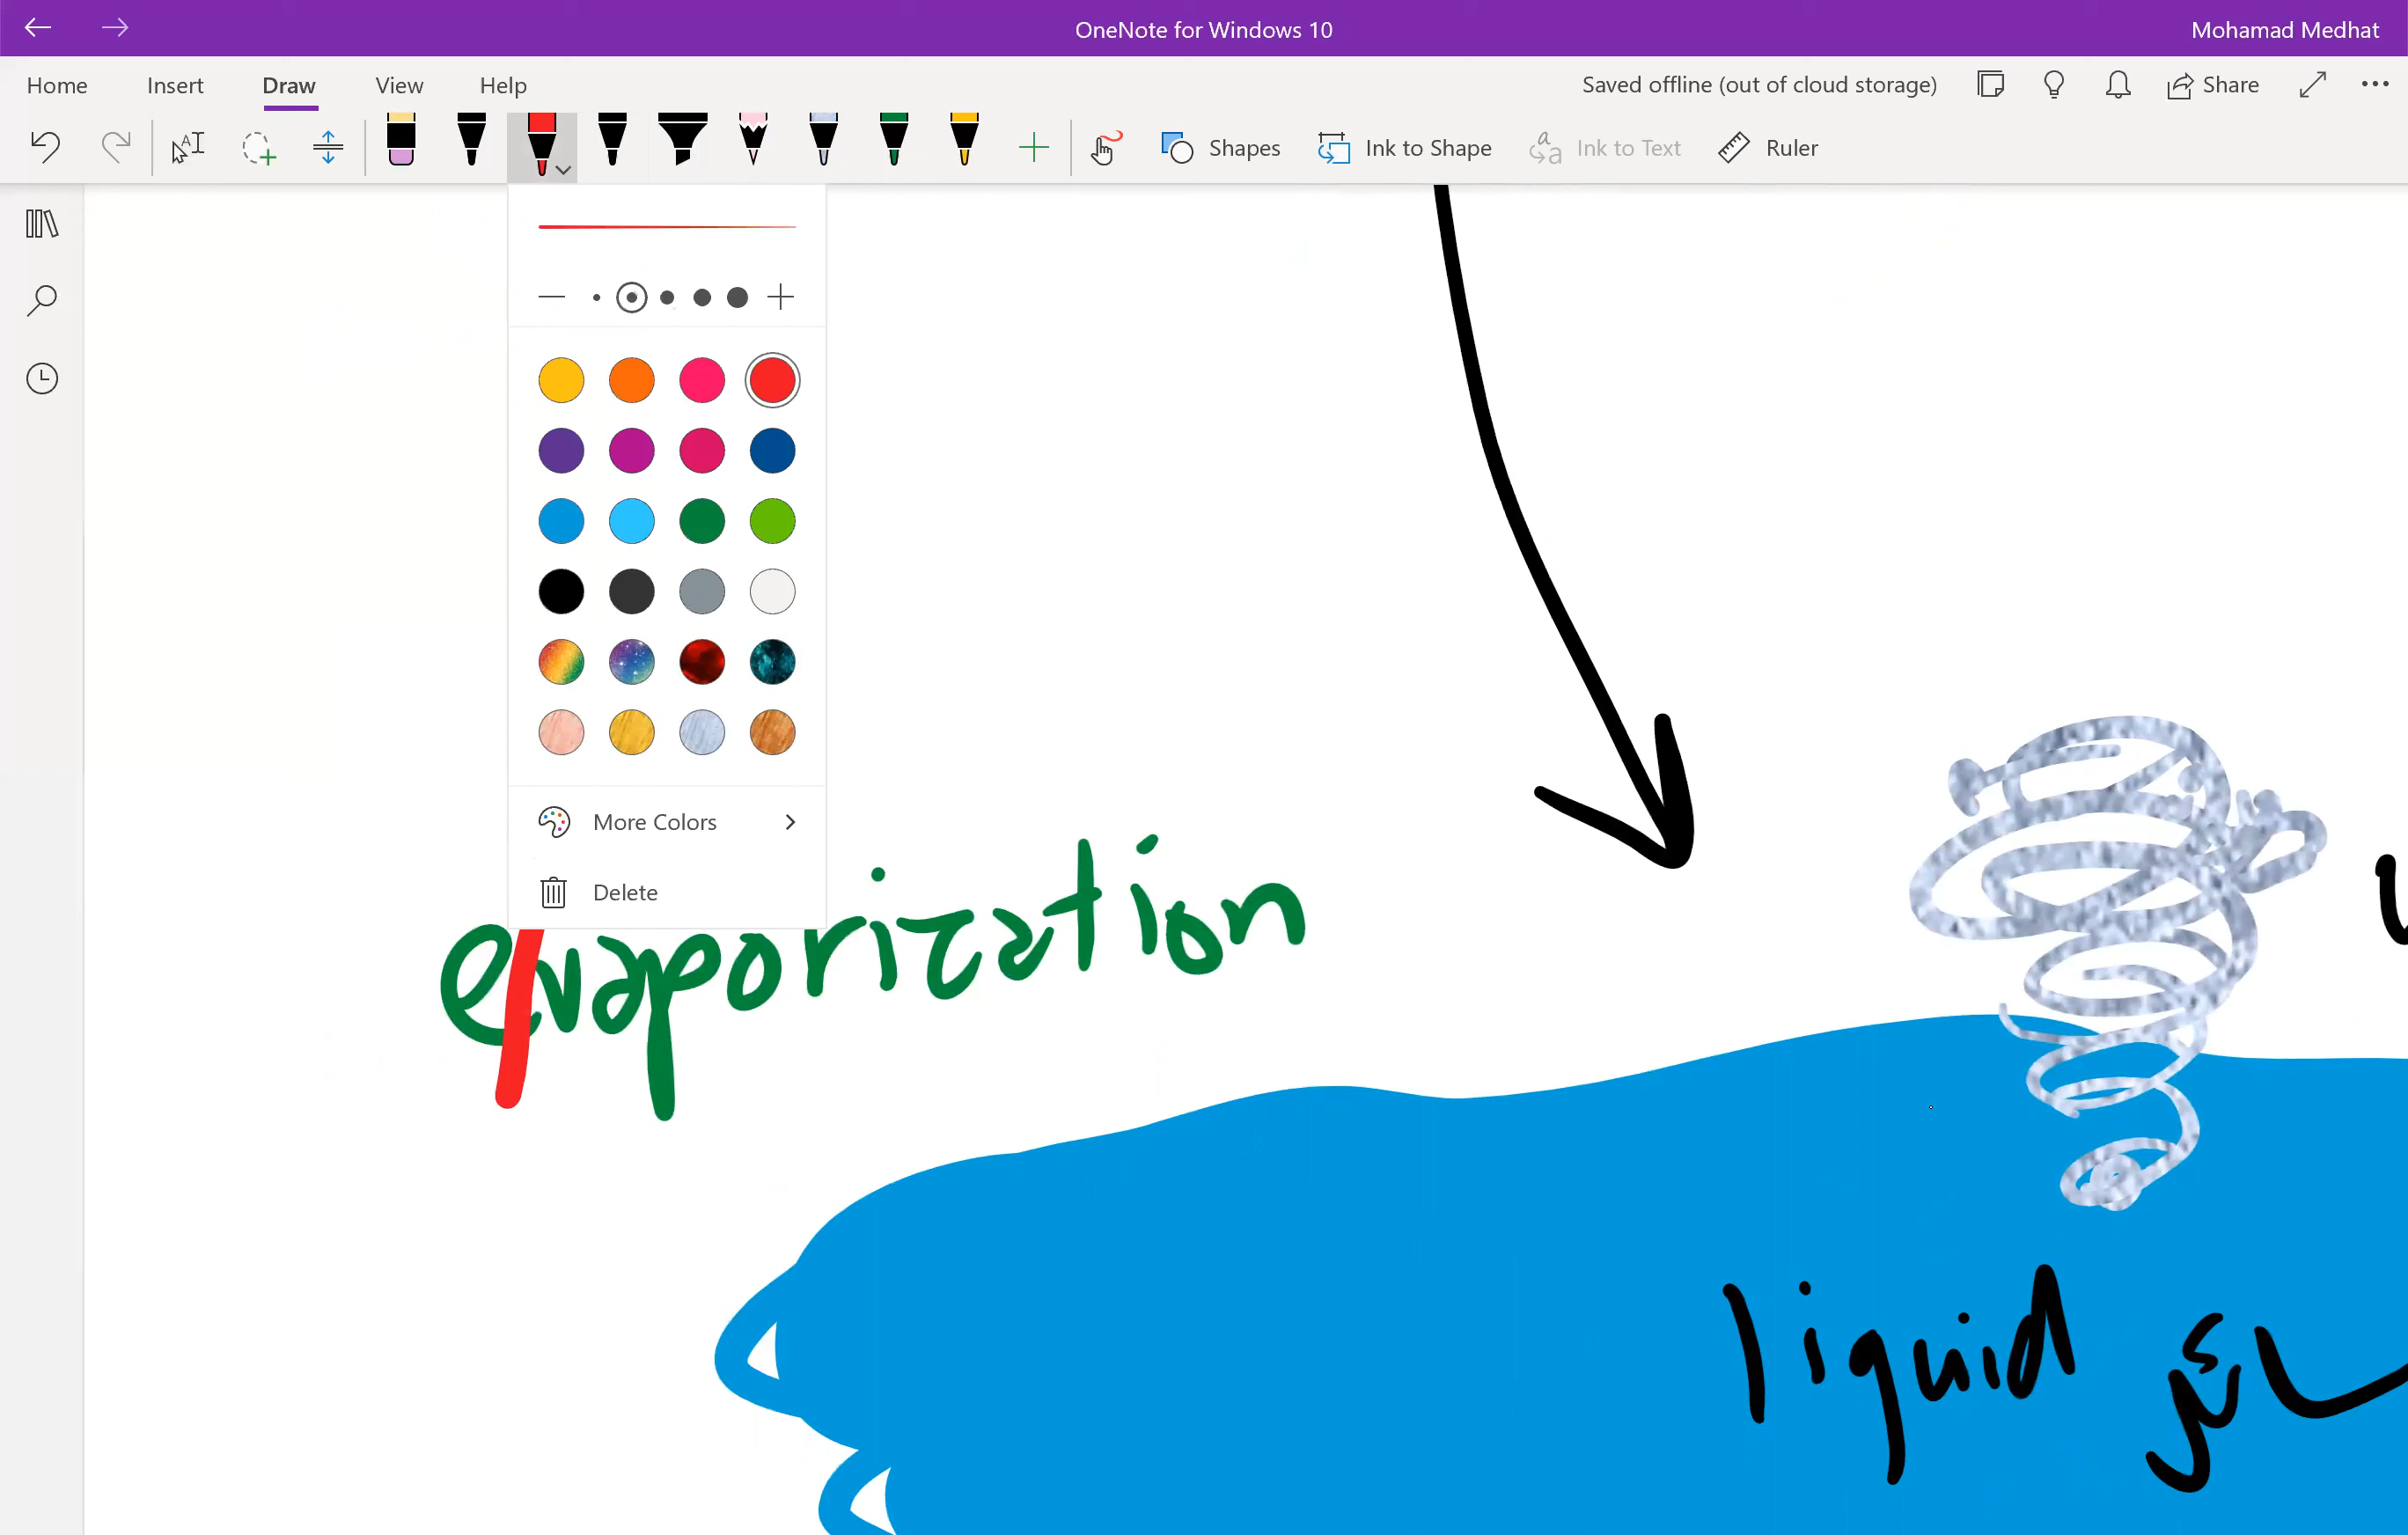 OneNote for Windows 10
Mohamad Medhat
Home Insert Draw View Help
Saved offline (out of cloud storage) Share
Shapes Ink to Shape Ink to Text Ruler
More Colors
Delete
evaporization
liquid